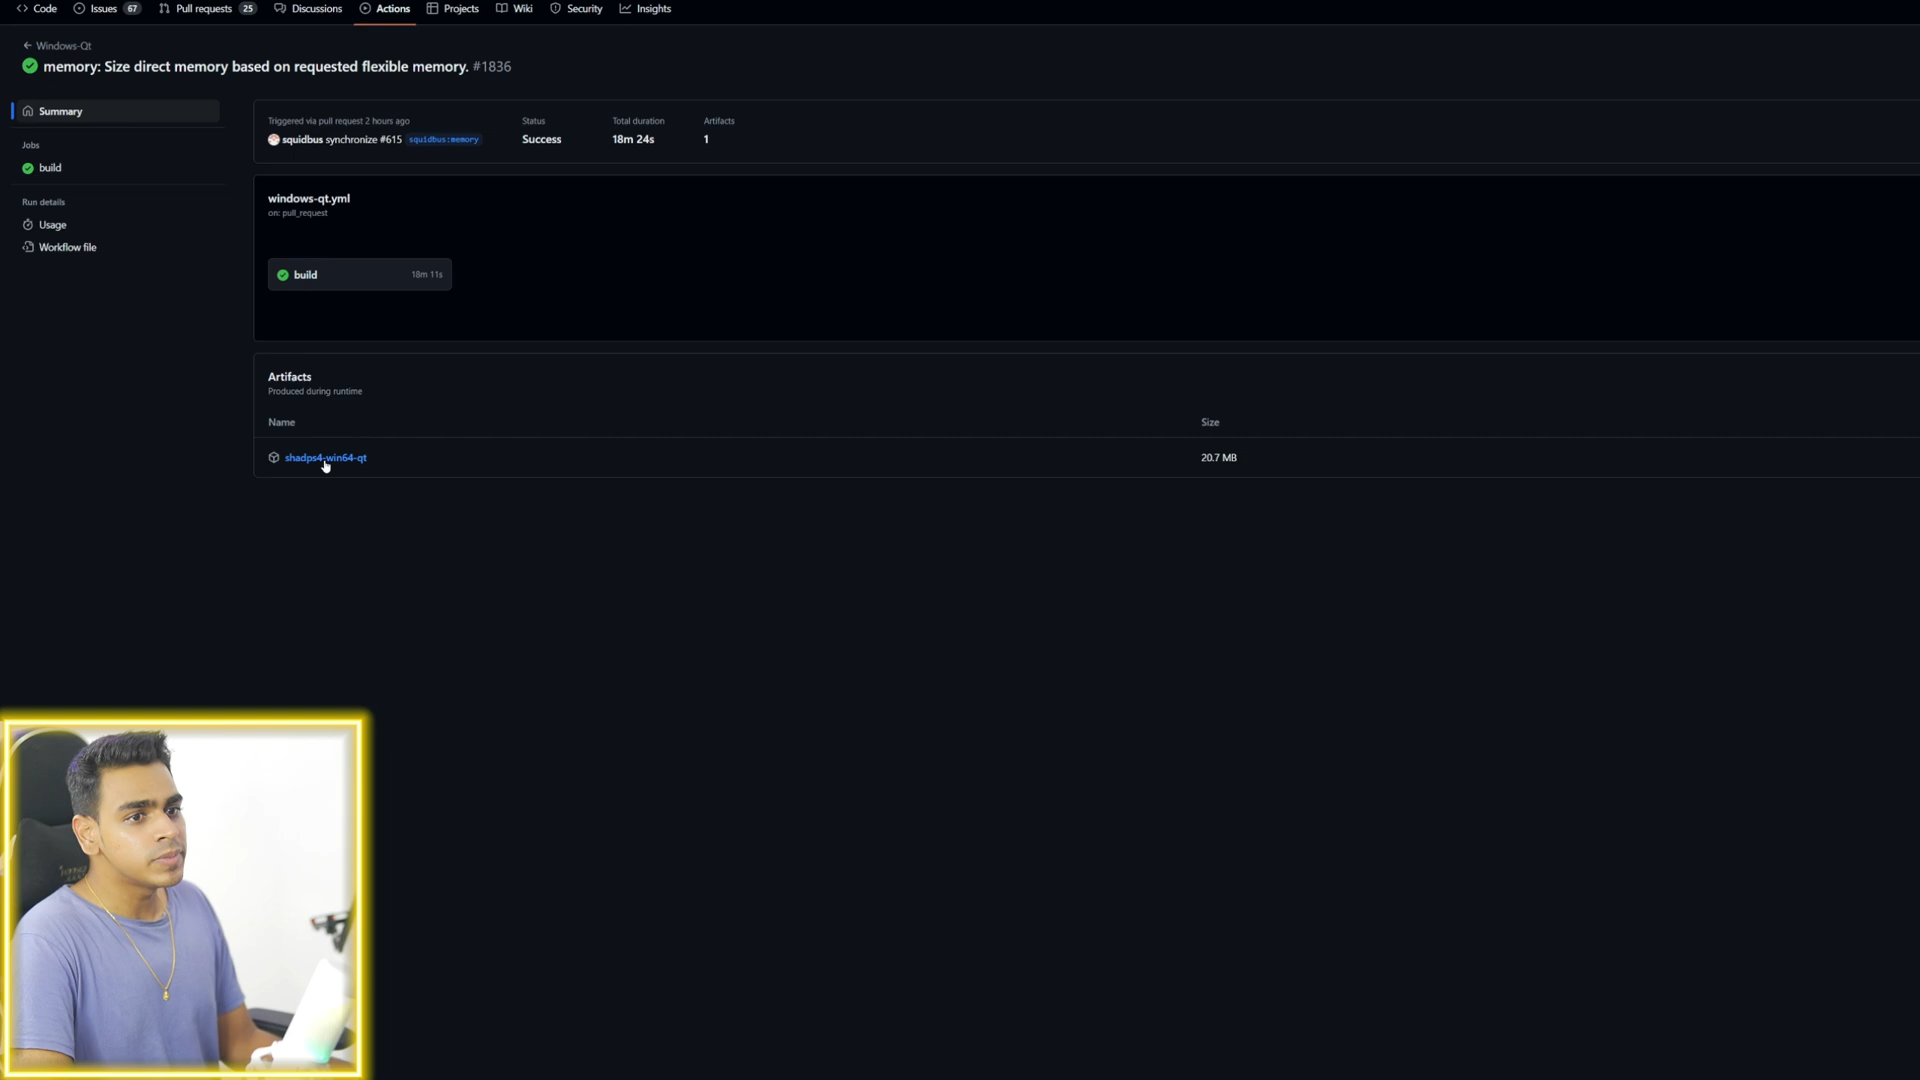 Code Issues 67 Pull requests 25 Discussions Actions Projects Wiki Security Insights
Windows-Qt
memory: Size direct memory based on requested flexible memory. #1836
Summary
Jobs
build
Run details
Usage
Workflow file
Triggered via pull request 2 hours ago
squidbus synchronize #615 squidbus:memory
Status
Success
Total duration
18m 24s
Artifacts
1
windows-qt.yml
on: pull_request
build 18m 11s
Artifacts
Produced during runtime
Name Size
shadps4-win64-qt 20.7 MB